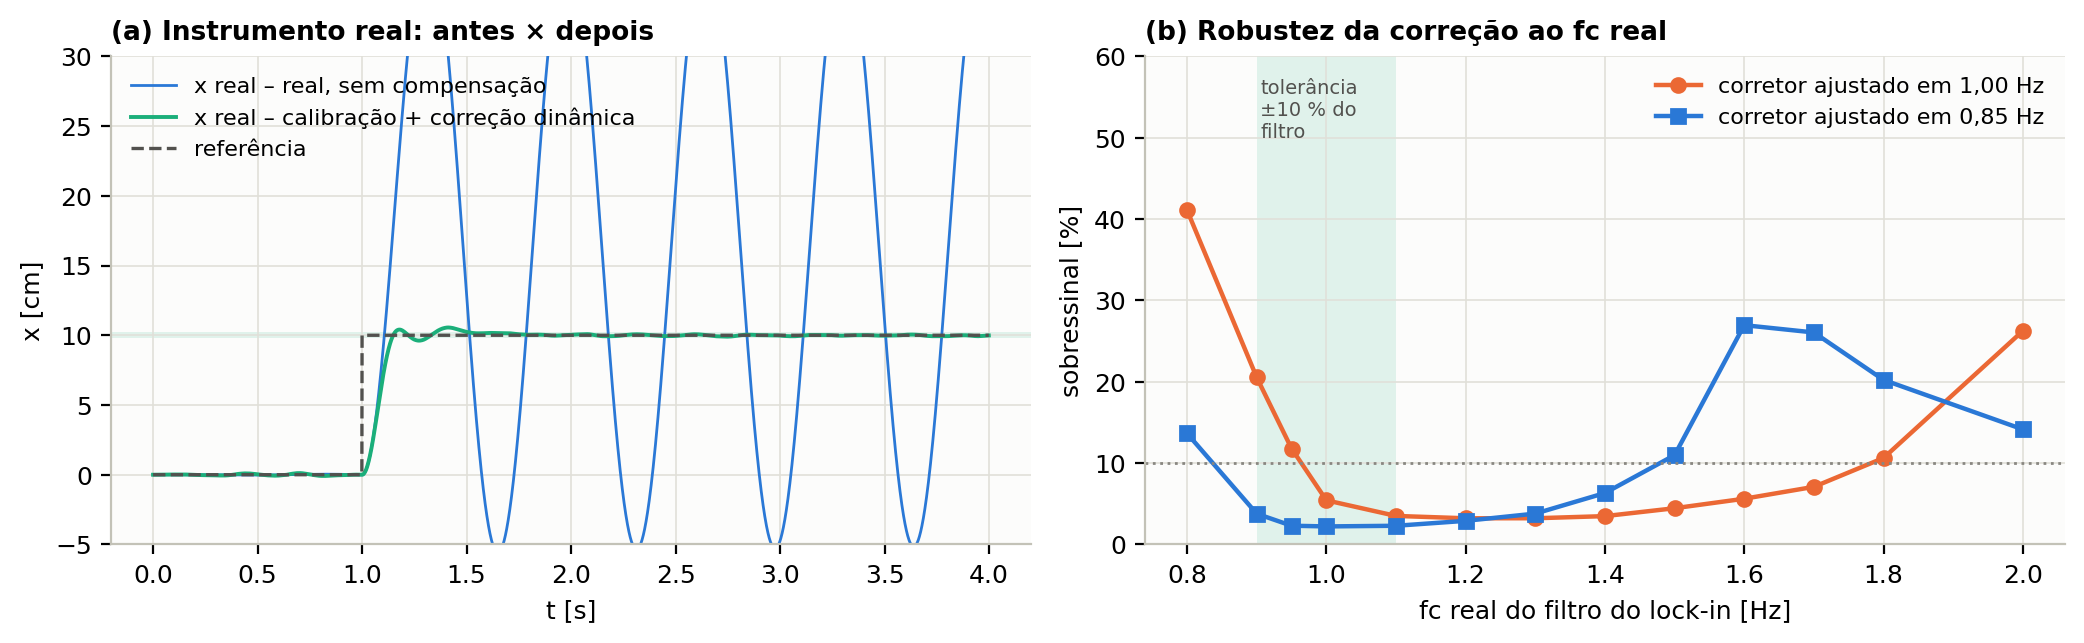 (a) Instrumento real: antes × depois
x real – real, sem compensação
x real – calibração + correção dinâmica
referência
30
25
20
15
10
5
0
−5
x [cm]
0.0 0.5 1.0 1.5 2.0 2.5 3.0 3.5 4.0
t [s]
(b) Robustez da correção ao fc real
tolerância
±10 % do
filtro
corretor ajustado em 1,00 Hz
corretor ajustado em 0,85 Hz
60
50
40
30
20
10
0
sobressinal [%]
0.8 1.0 1.2 1.4 1.6 1.8 2.0
fc real do filtro do lock-in [Hz]